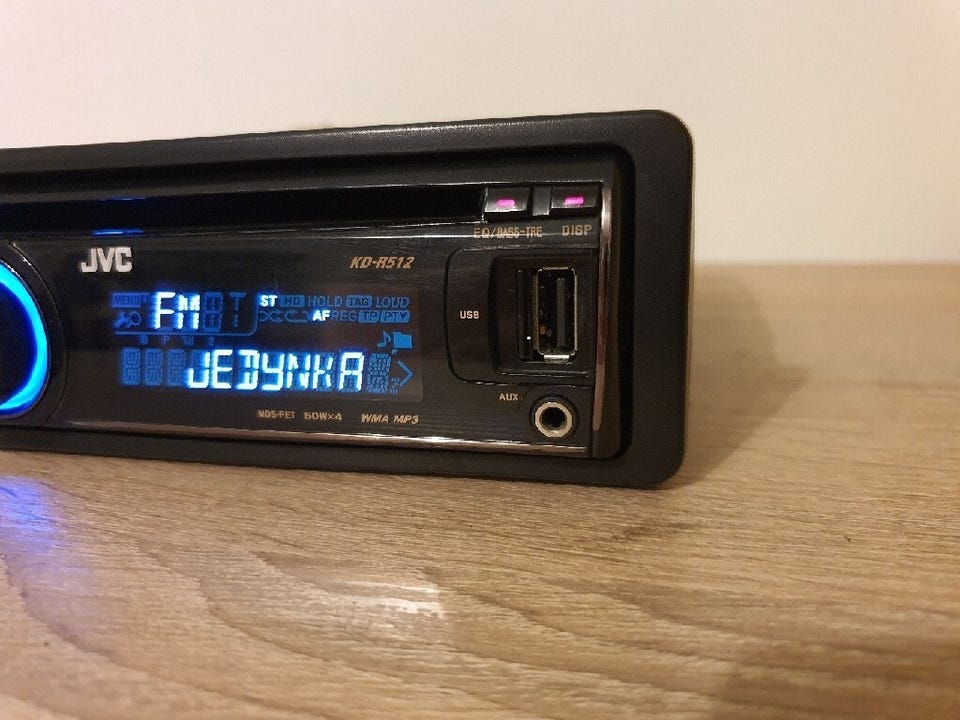 EQ/BASS-TRE DISP
JVC KD-R512
MENU FM ST HD HOLD TAG LOUD
AF REG TP PTY
USB
JEDYNKA
AUX
MOS-FET 50W×4 WMA MP3